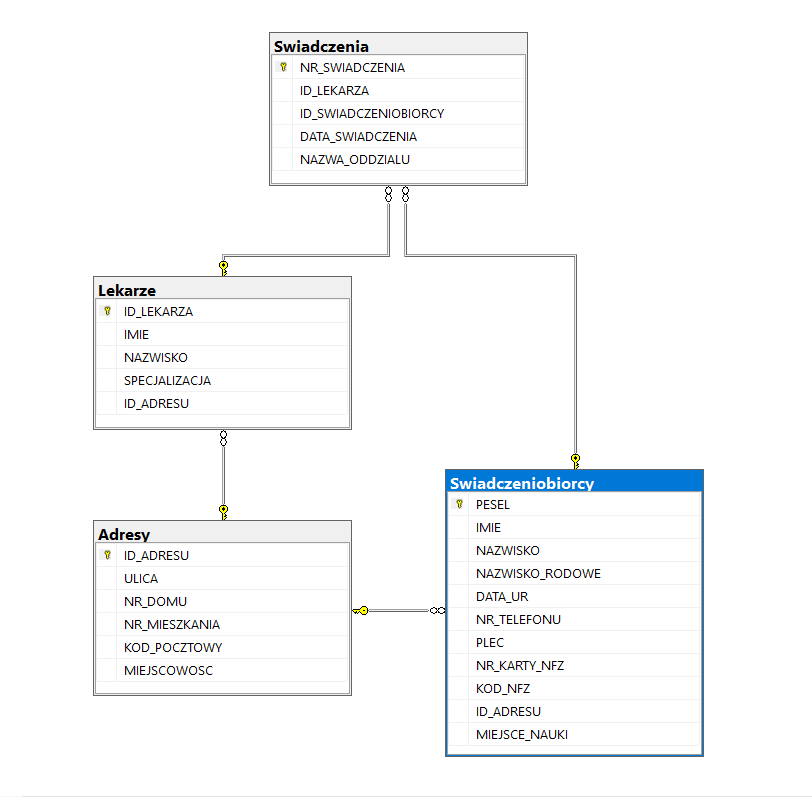 Swiadczenia
NR_SWIADCZENIA
ID_LEKARZA
ID_SWIADCZENIOBIORCY
DATA_SWIADCZENIA
NAZWA_ODDZIALU
Lekarze
ID_LEKARZA
IMIE
NAZWISKO
SPECJALIZACJA
ID_ADRESU
Adresy
ID_ADRESU
ULICA
NR_DOMU
NR_MIESZKANIA
KOD_POCZTOWY
MIEJSCOWOSC
Swiadczeniobiorcy
PESEL
IMIE
NAZWISKO
NAZWISKO_RODOWE
DATA_UR
NR_TELEFONU
PLEC
NR_KARTY_NFZ
KOD_NFZ
ID_ADRESU
MIEJSCE_NAUKI